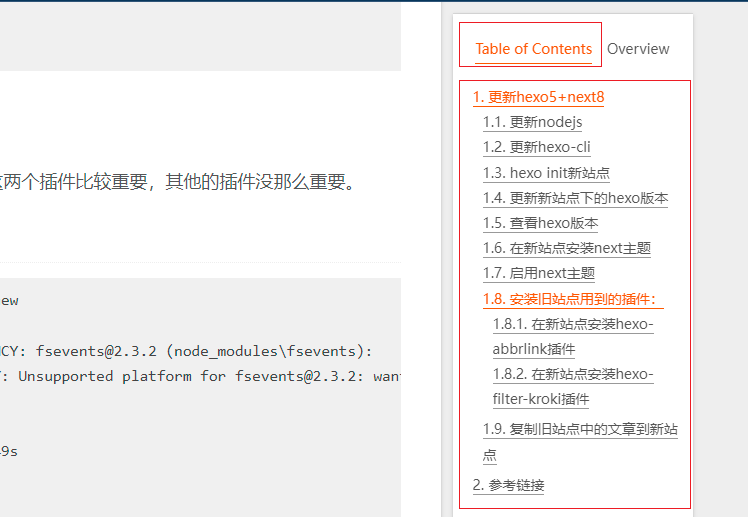 两个插件比较重要，其他的插件没那么重要。
ew
CY: fsevents@2.3.2 (node_modules\fsevents):
: Unsupported platform for fsevents@2.3.2: wan
9s
Table of Contents Overview
1. 更新hexo5+next8
1.1. 更新nodejs
1.2. 更新hexo-cli
1.3. hexo init新站点
1.4. 更新新站点下的hexo版本
1.5. 查看hexo版本
1.6. 在新站点安装next主题
1.7. 启用next主题
1.8. 安装旧站点用到的插件：
1.8.1. 在新站点安装hexo-
abbrlink插件
1.8.2. 在新站点安装hexo-
filter-kroki插件
1.9. 复制旧站点中的文章到新站
点
2. 参考链接